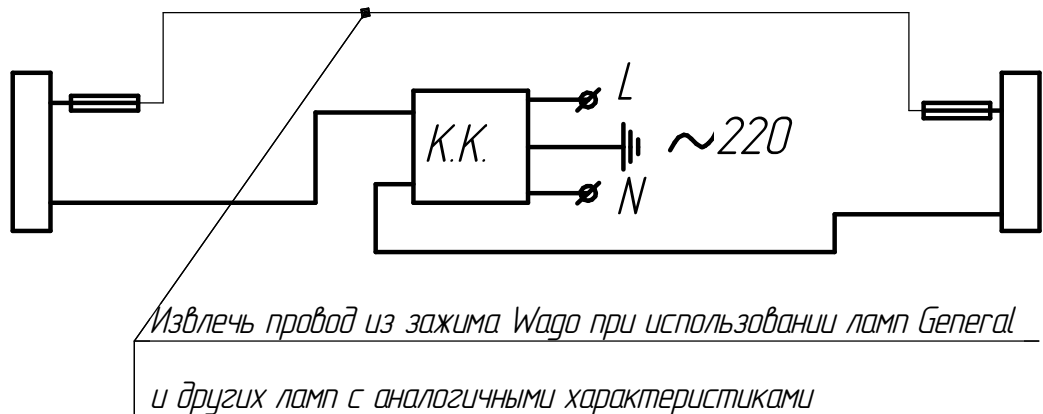 L
К.К.
~220
N
Извлечь провод из зажима Wago при использовании ламп General
и других ламп с аналогичными характеристиками